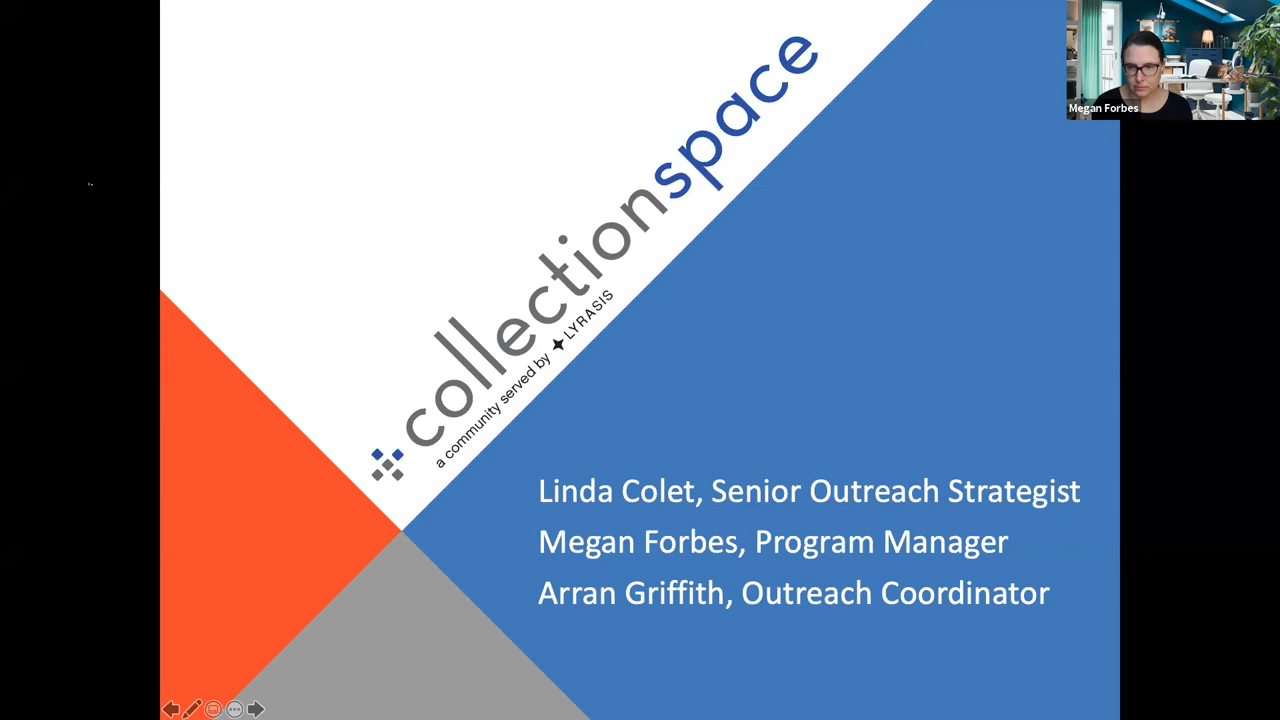 collectionspace
a community served by LYRASIS
Megan Forbes
Linda Colet, Senior Outreach Strategist
Megan Forbes, Program Manager
Arran Griffith, Outreach Coordinator